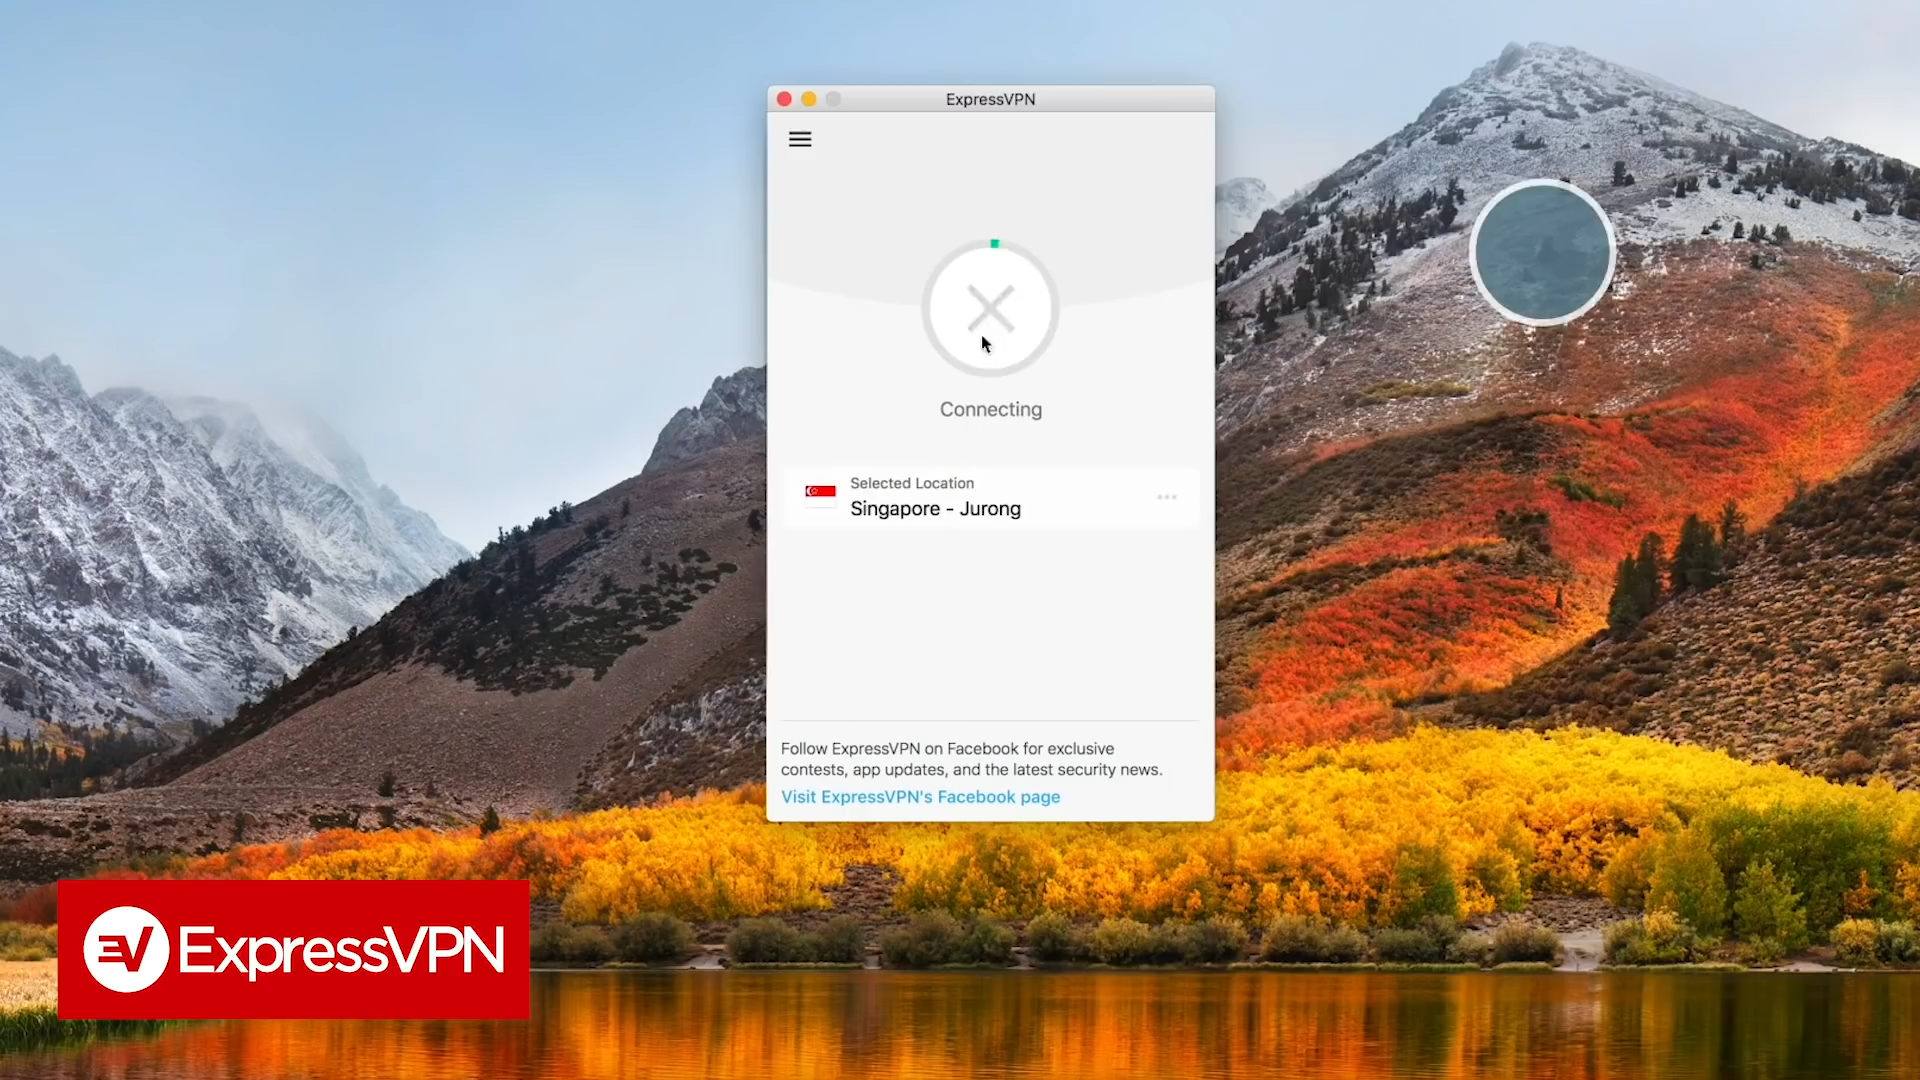 ExpressVPN
Connecting
Selected Location
Singapore - Jurong
Follow ExpressVPN on Facebook for exclusive
contests, app updates, and the latest security news.
Visit ExpressVPN's Facebook page
EV ExpressVPN